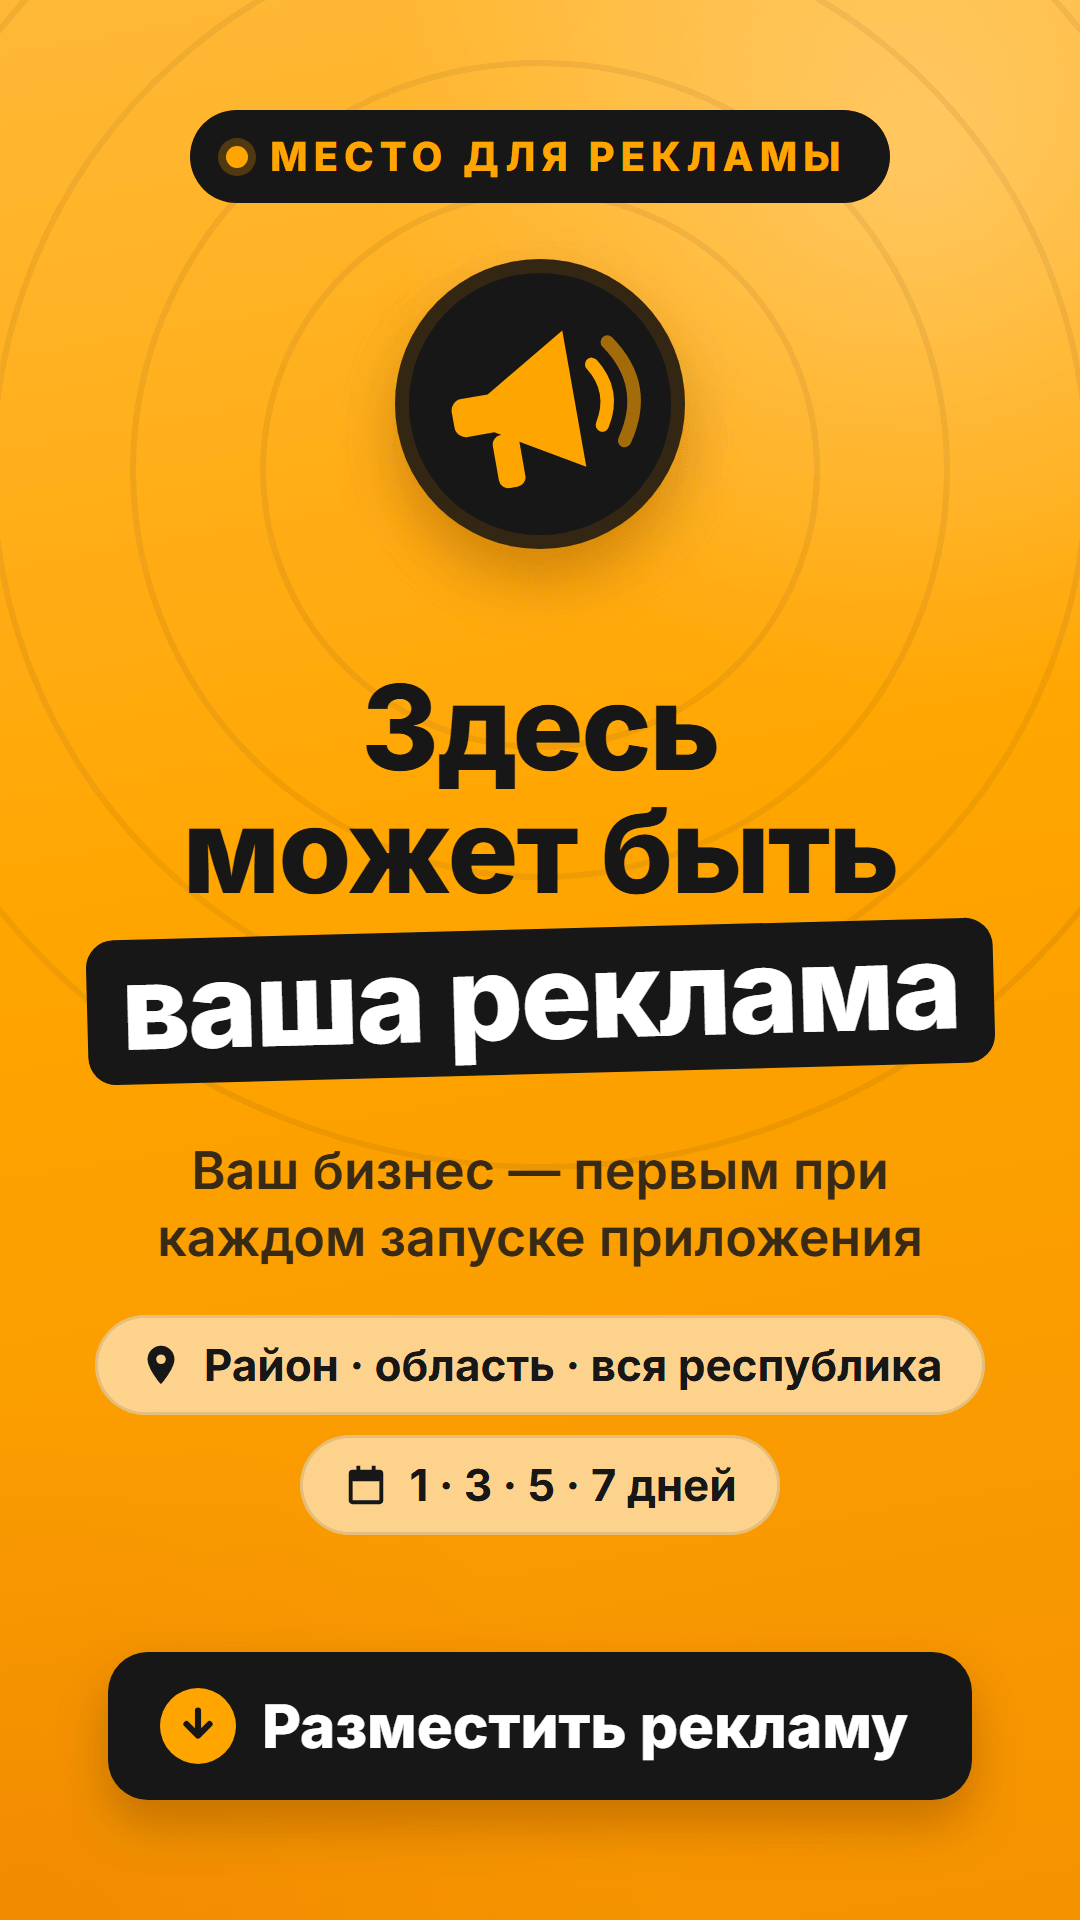 МЕСТО ДЛЯ РЕКЛАМЫ
Здесь
может быть
ваша реклама
Ваш бизнес — первым при
каждом запуске приложения
Район · область · вся республика
1 · 3 · 5 · 7 дней
Разместить рекламу